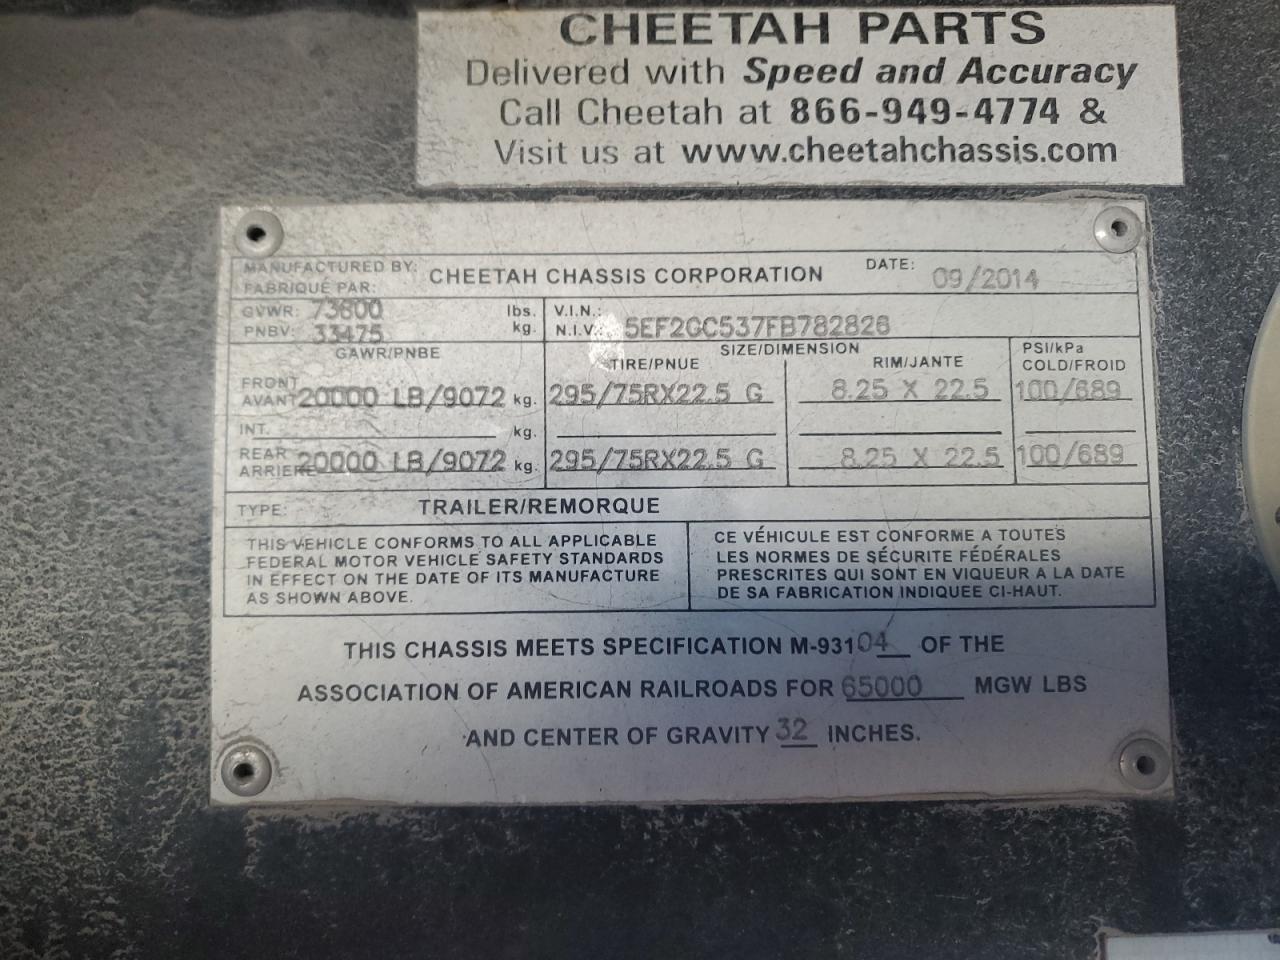 CHEETAH PARTS
Delivered with Speed and Accuracy
Call Cheetah at 866-949-4774 &
Visit us at www.cheetahchassis.com
MANUFACTURED BY: CHEETAH CHASSIS CORPORATION DATE: 09/2014
FABRIQUÉ PAR:
GVWR: 73800 lbs. V.I.N.:
PNBV: 33475 kg. N.I.V.: 5EF2GC537FB782828
GAWR/PNBE SIZE/DIMENSION PSI/kPa
TIRE/PNUE RIM/JANTE COLD/FROID
FRONT
AVANT 20000 LB/9072 kg. 295/75RX22.5 G 8.25 X 22.5 100/689
INT. kg.
REAR
ARRIERE 20000 LB/9072 kg. 295/75RX22.5 G 8.25 X 22.5 100/689
TYPE: TRAILER/REMORQUE
THIS VEHICLE CONFORMS TO ALL APPLICABLE
FEDERAL MOTOR VEHICLE SAFETY STANDARDS
IN EFFECT ON THE DATE OF ITS MANUFACTURE
AS SHOWN ABOVE.
CE VÉHICULE EST CONFORME A TOUTES
LES NORMES DE SÉCURITE FÉDÉRALES
PRESCRITES QUI SONT EN VIQUEUR A LA DATE
DE SA FABRICATION INDIQUEE CI-HAUT.
THIS CHASSIS MEETS SPECIFICATION M-93104 OF THE
ASSOCIATION OF AMERICAN RAILROADS FOR 65000 MGW LBS
AND CENTER OF GRAVITY 32 INCHES.